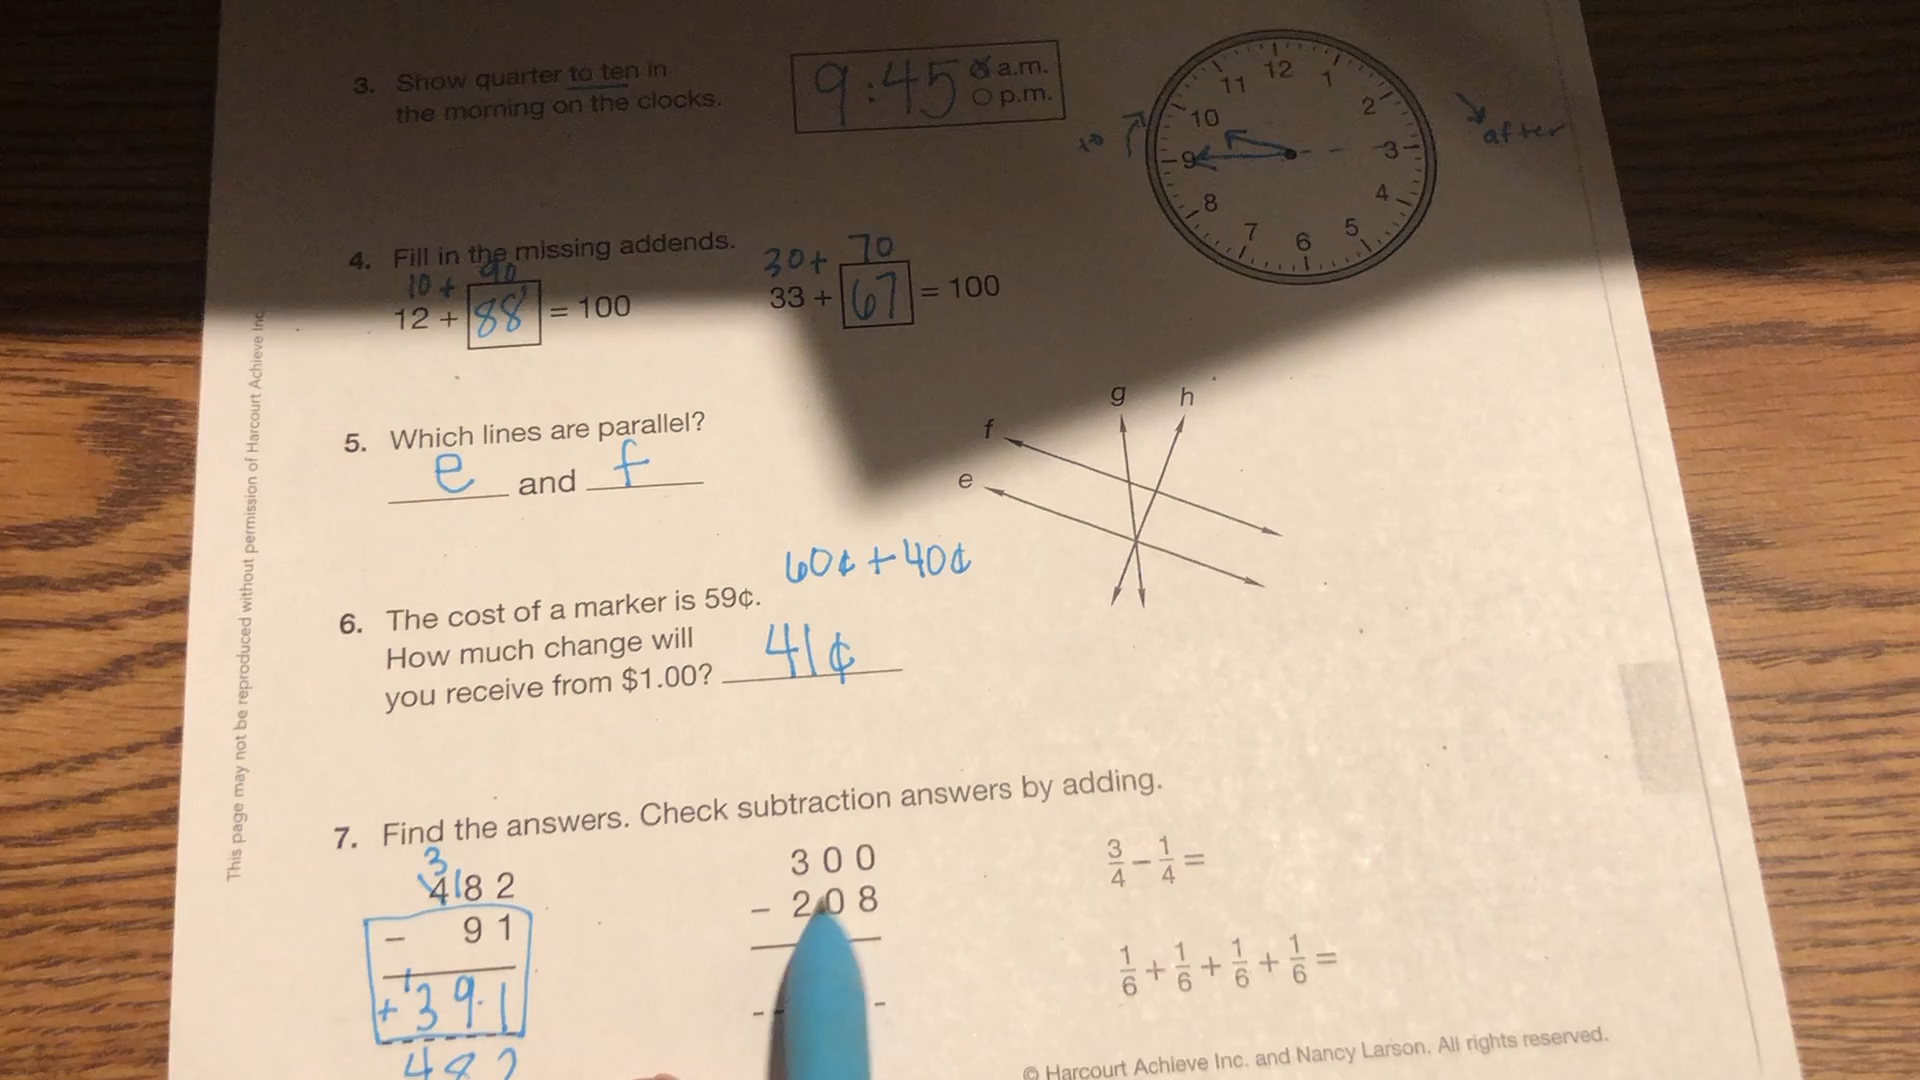 3. Show quarter to ten in
the morning on the clocks.
9:45 a.m.
p.m.
12
11 1
10 2
9 3
8 4
7 5
6
to
after
4. Fill in the missing addends.
10 + 90
12 + 88 = 100
30 + 70
33 + 67 = 100
5. Which lines are parallel?
e and f
g h
f
e
60¢ + 40¢
6. The cost of a marker is 59¢.
How much change will
you receive from $1.00? 41¢
7. Find the answers. Check subtraction answers by adding.
3
4182
- 91
1
+ 391
482
300
- 208
3/4 - 1/4 =
1/6 + 1/6 + 1/6 + 1/6 =
© Harcourt Achieve Inc. and Nancy Larson. All rights reserved.
This page may not be reproduced without permission of Harcourt Achieve Inc.